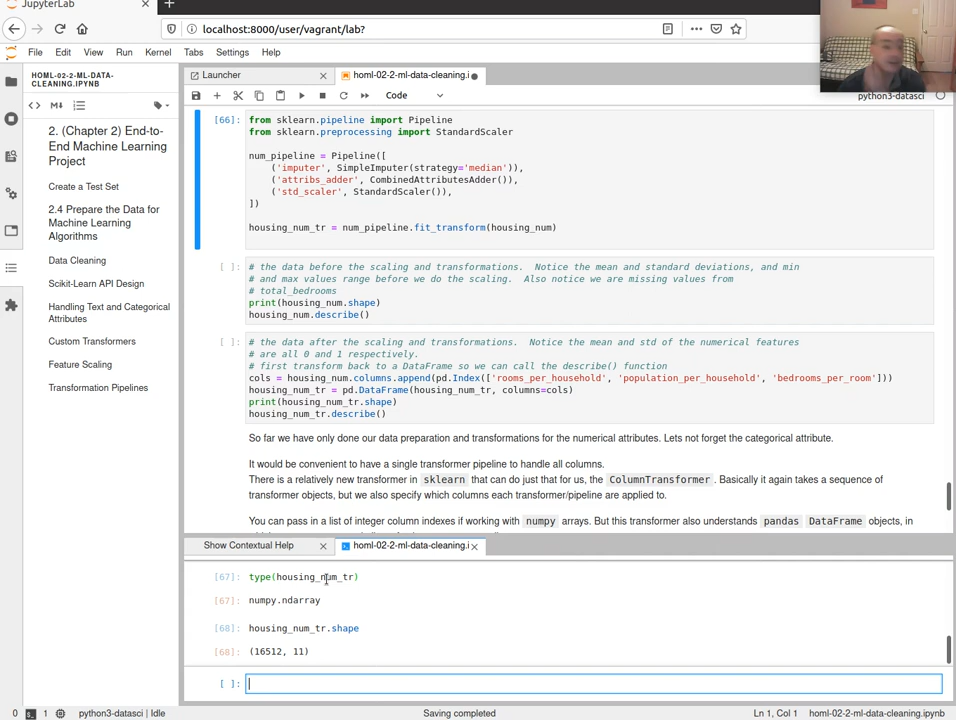 JupyterLab
localhost:8000/user/vagrant/lab?
File Edit View Run Kernel Tabs Settings Help
HOML-02-2-ML-DATA-
CLEANING.IPYNB
2. (Chapter 2) End-to-
End Machine Learning
Project
Create a Test Set
2.4 Prepare the Data for
Machine Learning
Algorithms
Data Cleaning
Scikit-Learn API Design
Handling Text and Categorical
Attributes
Custom Transformers
Feature Scaling
Transformation Pipelines
Launcher
homl-02-2-ml-data-cleaning.i
Code
python3-datasci
[66]:
from sklearn.pipeline import Pipeline
from sklearn.preprocessing import StandardScaler
num_pipeline = Pipeline([
('imputer', SimpleImputer(strategy='median')),
('attribs_adder', CombinedAttributesAdder()),
('std_scaler', StandardScaler()),
])
housing_num_tr = num_pipeline.fit_transform(housing_num)
[ ]:
# the data before the scaling and transformations.  Notice the mean and standard deviations, and min
# and max values range before we do the scaling.  Also notice we are missing values from
# total_bedrooms
print(housing_num.shape)
housing_num.describe()
[ ]:
# the data after the scaling and transformations.  Notice the mean and std of the numerical features
# are all 0 and 1 respectively.
# first transform back to a DataFrame so we can call the describe() function
cols = housing_num.columns.append(pd.Index(['rooms_per_household', 'population_per_household', 'bedrooms_per_room']))
housing_num_tr = pd.DataFrame(housing_num_tr, columns=cols)
print(housing_num_tr.shape)
housing_num_tr.describe()
So far we have only done our data preparation and transformations for the numerical attributes. Lets not forget the categorical attribute.
It would be convenient to have a single transformer pipeline to handle all columns.
There is a relatively new transformer in sklearn that can do just that for us, the ColumnTransformer . Basically it again takes a sequence of
transformer objects, but we also specify which columns each transformer/pipeline are applied to.
You can pass in a list of integer column indexes if working with numpy arrays. But this transformer also understands pandas DataFrame objects, in
Show Contextual Help
homl-02-2-ml-data-cleaning.i
[67]: type(housing_num_tr)
[67]: numpy.ndarray
[68]: housing_num_tr.shape
[68]: (16512, 11)
[ ]:
0 1 python3-datasci | Idle
Saving completed
Ln 1, Col 1 homl-02-2-ml-data-cleaning.ipynb